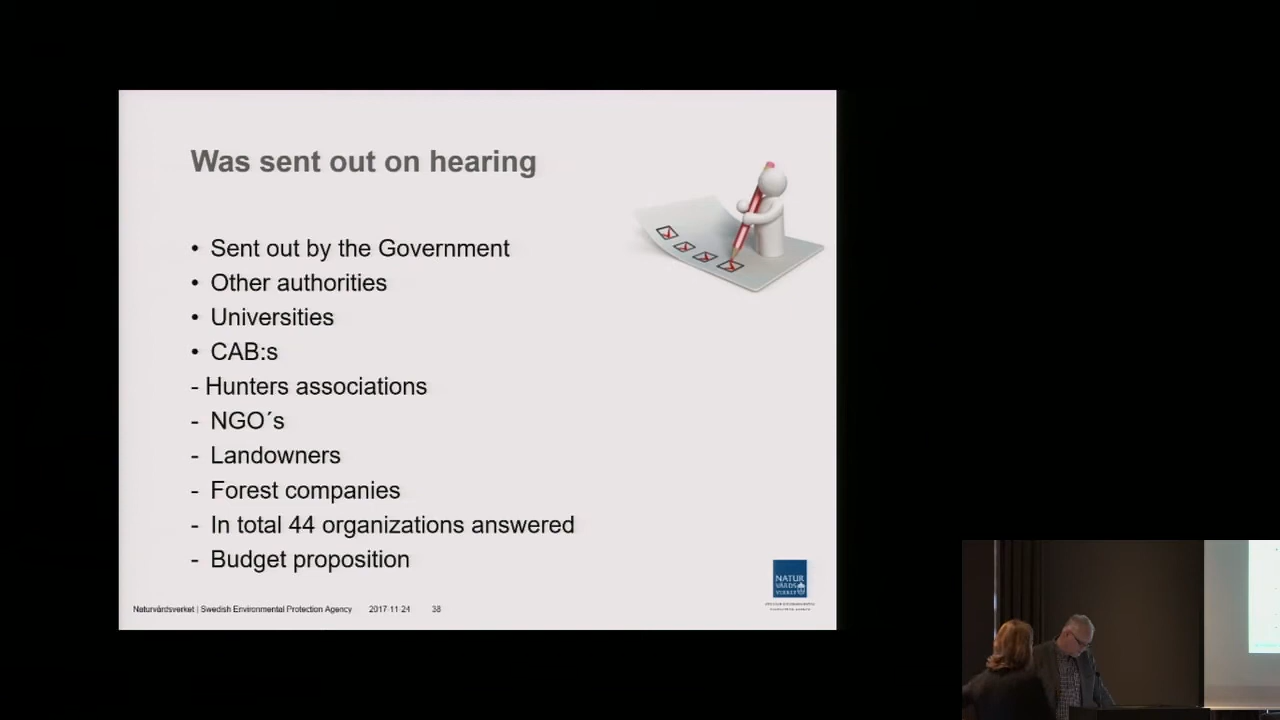 Was sent out on hearing
• Sent out by the Government
• Other authorities
• Universities
• CAB:s
- Hunters associations
- NGO´s
- Landowners
- Forest companies
- In total 44 organizations answered
- Budget proposition
Naturvårdsverket | Swedish Environmental Protection Agency 2017-11-24 38
NATUR
VÅRDS
VERKET